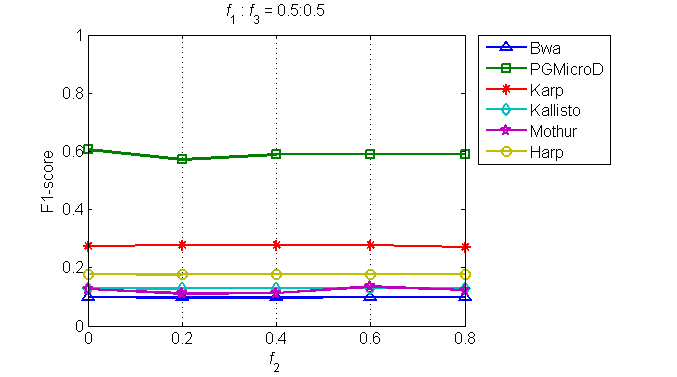 f1 : f3 = 0.5:0.5
1
0.8
0.6
0.4
0.2
0
F1-score
0 0.2 0.4 0.6 0.8
f2
Bwa
PGMicroD
Karp
Kallisto
Mothur
Harp